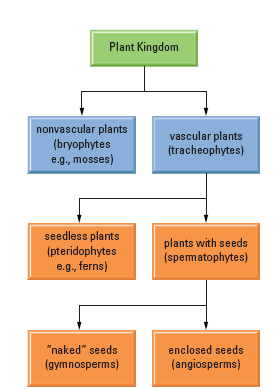 Plant Kingdom
nonvascular plants
(bryophytes
e.g., mosses)
vascular plants
(tracheophytes)
seedless plants
(pteridophytes
e.g., ferns)
plants with seeds
(spermatophytes)
“naked” seeds
(gymnosperms)
enclosed seeds
(angiosperms)